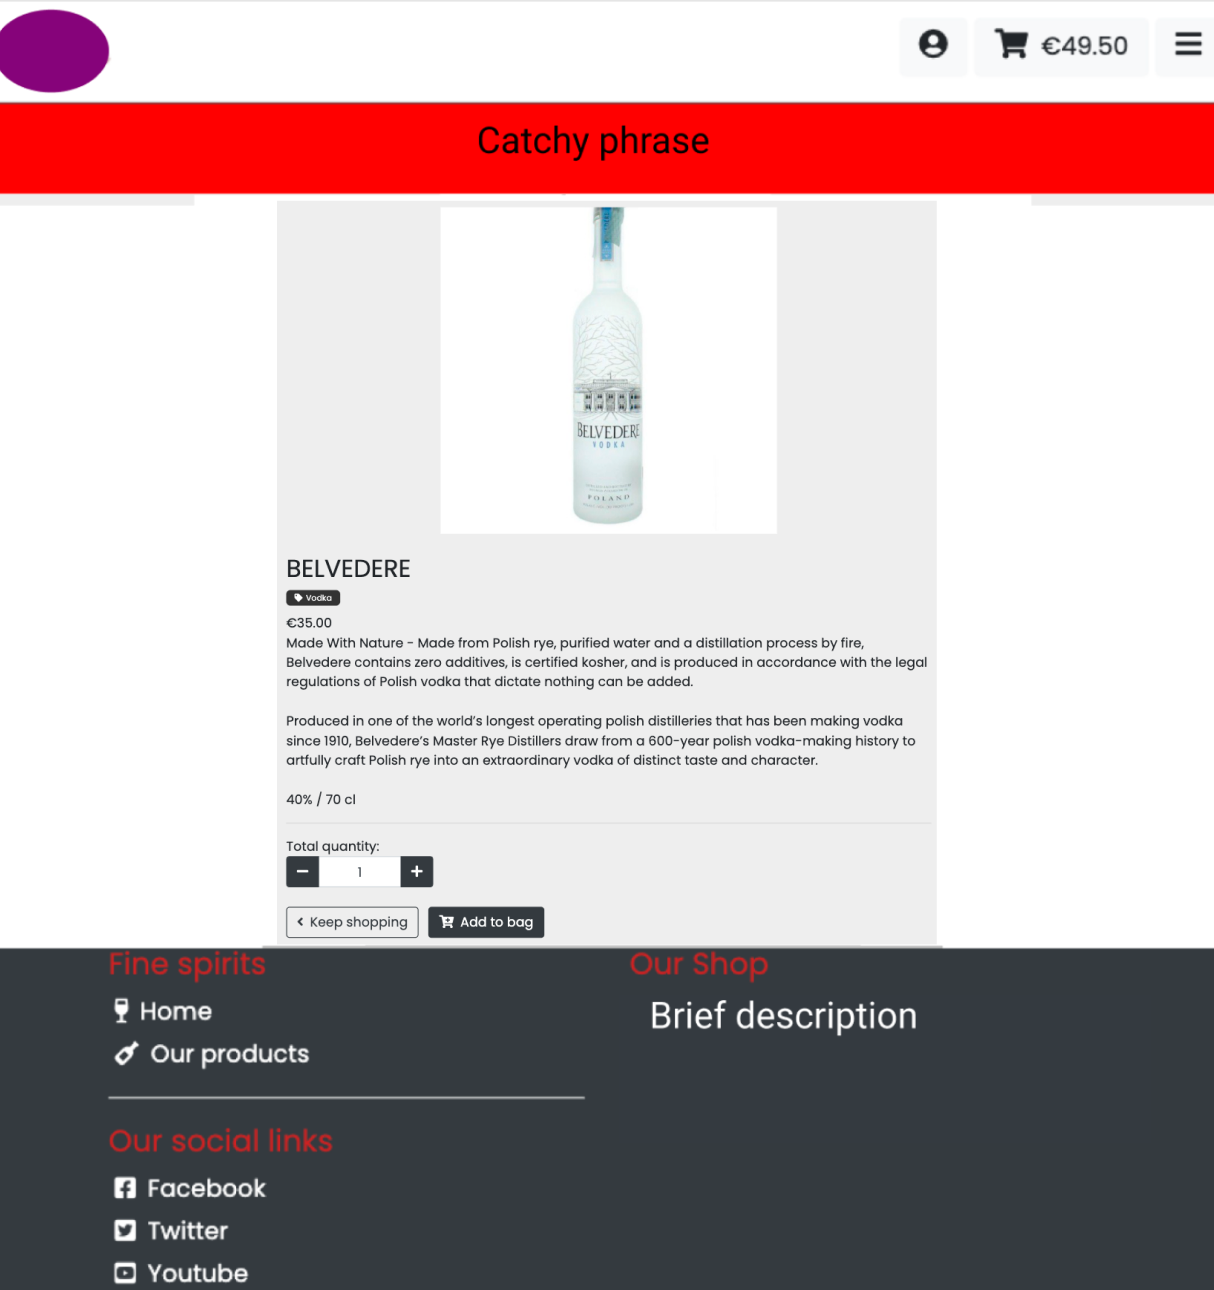 €49.50
Catchy phrase
BELVEDERE
VODKA
POLAND
BELVEDERE
Vodka
€35.00
Made With Nature - Made from Polish rye, purified water and a distillation process by fire,
Belvedere contains zero additives, is certified kosher, and is produced in accordance with the legal
regulations of Polish vodka that dictate nothing can be added.
Produced in one of the world's longest operating polish distilleries that has been making vodka
since 1910, Belvedere's Master Rye Distillers draw from a 600-year polish vodka-making history to
artfully craft Polish rye into an extraordinary vodka of distinct taste and character.
40% / 70 cl
Total quantity:
1
Keep shopping
Add to bag
Fine spirits
Home
Our products
Our social links
Facebook
Twitter
Youtube
Our Shop
Brief description